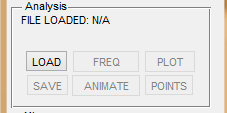 Analysis
FILE LOADED: N/A
LOAD FREQ PLOT
SAVE ANIMATE POINTS